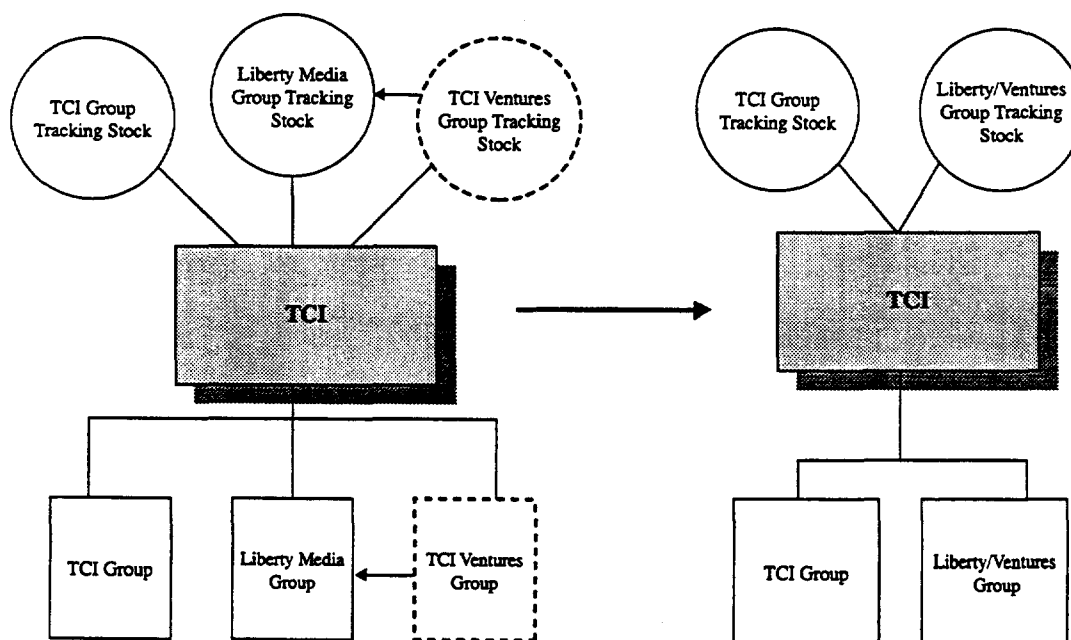 TCI Group
Tracking Stock
Liberty Media
Group Tracking
Stock
TCI Ventures
Group Tracking
Stock
TCI
TCI Group
Liberty Media
Group
TCI Ventures
Group
TCI Group
Tracking Stock
Liberty/Ventures
Group Tracking
Stock
TCI
TCI Group
Liberty/Ventures
Group